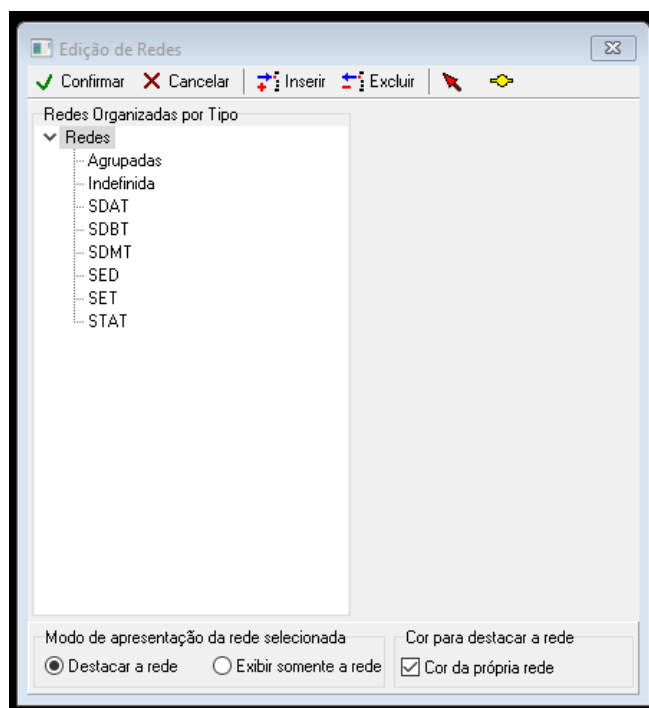 Edição de Redes
Confirmar Cancelar Inserir Excluir
Redes Organizadas por Tipo
Redes
Agrupadas
Indefinida
SDAT
SDBT
SDMT
SED
SET
STAT
Modo de apresentação da rede selecionada Cor para destacar a rede
Destacar a rede Exibir somente a rede Cor da própria rede